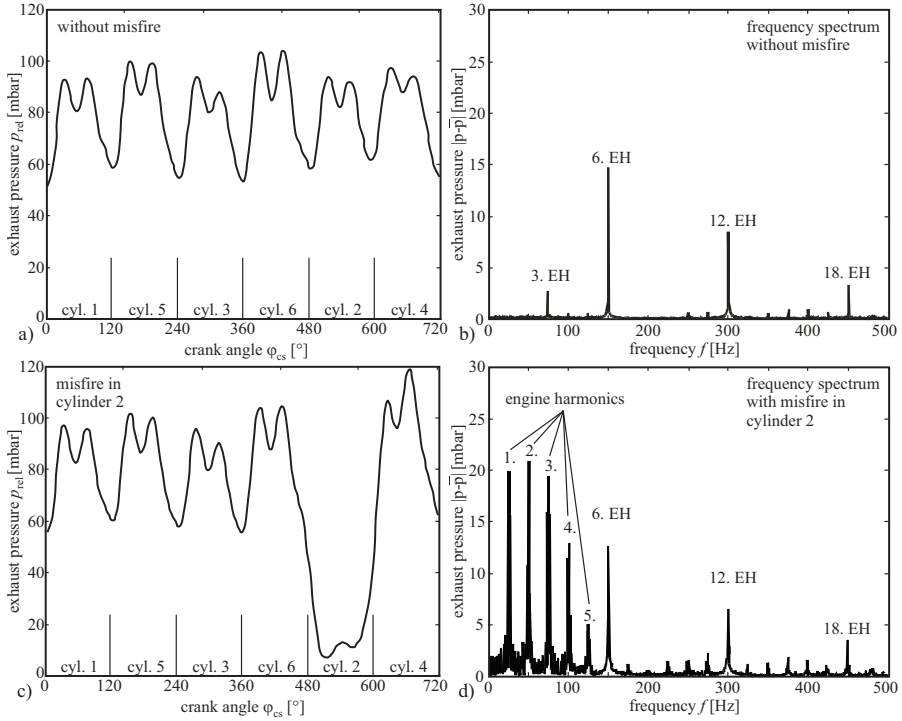 120
100
80
60
40
20
0
exhaust pressure p_rel [mbar]
without misfire
cyl. 1 cyl. 5 cyl. 3 cyl. 6 cyl. 2 cyl. 4
120 240 360 480 600 720
crank angle φ_cs [°]
a)
30
25
20
15
10
5
0
exhaust pressure |p-p̅| [mbar]
frequency spectrum
without misfire
3. EH
6. EH
12. EH
18. EH
0 100 200 300 400 500
frequency f [Hz]
b)
120
100
80
60
40
20
0
exhaust pressure p_rel [mbar]
misfire in
cylinder 2
cyl. 1 cyl. 5 cyl. 3 cyl. 6 cyl. 2 cyl. 4
120 240 360 480 600 720
crank angle φ_cs [°]
c)
30
25
20
15
10
5
0
exhaust pressure |p-p̅| [mbar]
frequency spectrum
with misfire in
cylinder 2
engine harmonics
1.
2.
3.
4.
5.
6. EH
12. EH
18. EH
0 100 200 300 400 500
frequency f [Hz]
d)